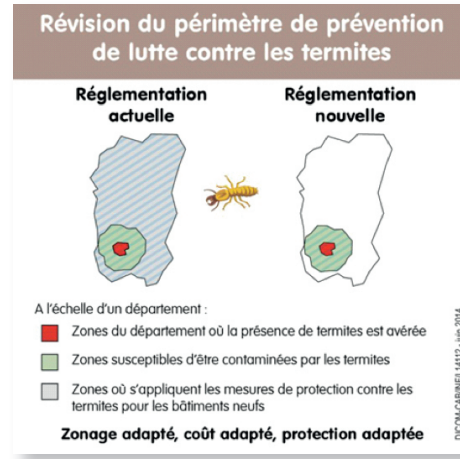 Révision du périmètre de prévention
de lutte contre les termites
Réglementation
actuelle
Réglementation
nouvelle
A l'échelle d'un département :
Zones du département où la présence de termites est avérée
Zones susceptibles d'être contaminées par les termites
Zones où s'appliquent les mesures de protection contre les
termites pour les bâtiments neufs
Zonage adapté, coût adapté, protection adaptée